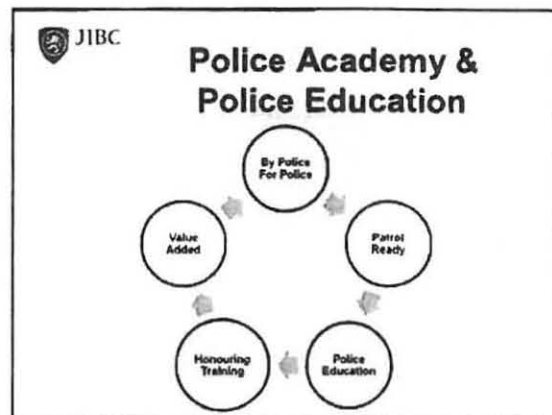 JIBC
Police Academy &
Police Education
By Police
For Police
Patrol
Ready
Police
Education
Honouring
Training
Value
Added